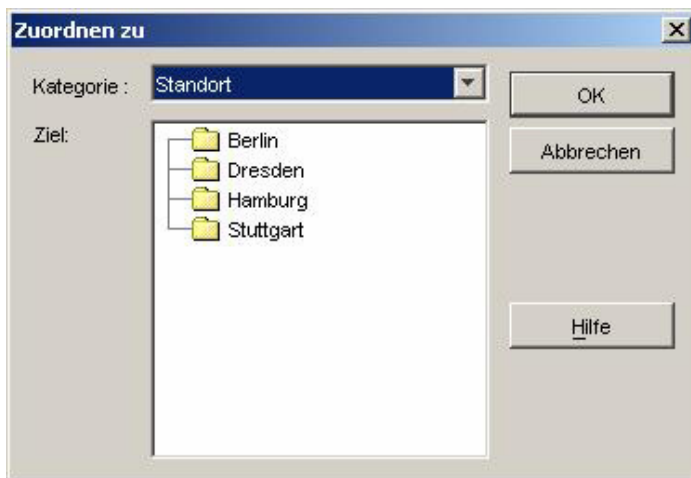 Zuordnen zu
Kategorie : Standort
OK
Ziel:
Abbrechen
Berlin
Dresden
Hamburg
Stuttgart
Hilfe